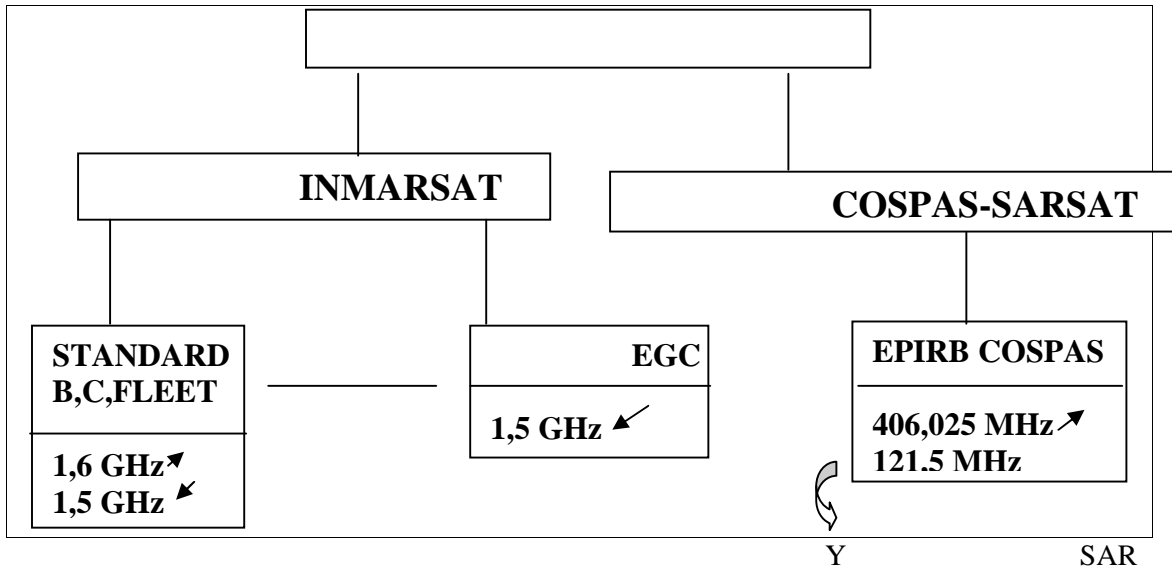 INMARSAT
COSPAS-SARSAT
STANDARD
B,C,FLEET
1,6 GHz
1,5 GHz
EGC
1,5 GHz
EPIRB COSPAS
406,025 MHz
121,5 MHz
Y SAR